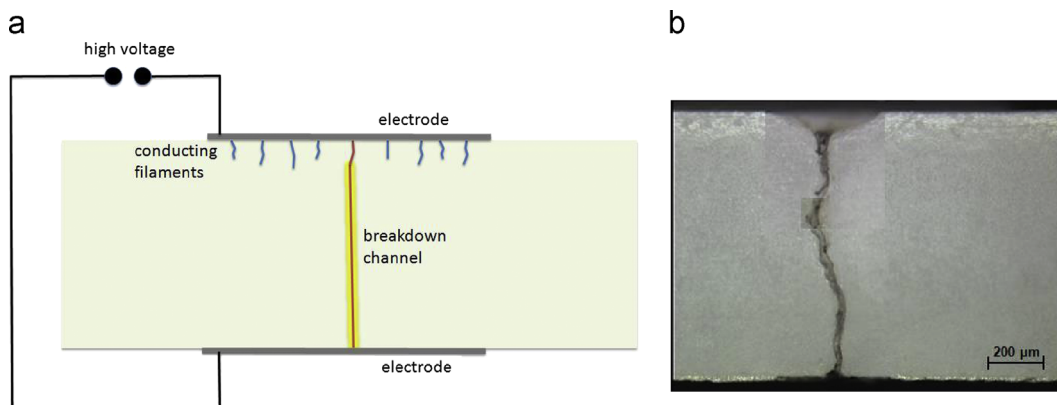 a
high voltage
electrode
conducting
filaments
breakdown
channel
electrode
b
200 µm